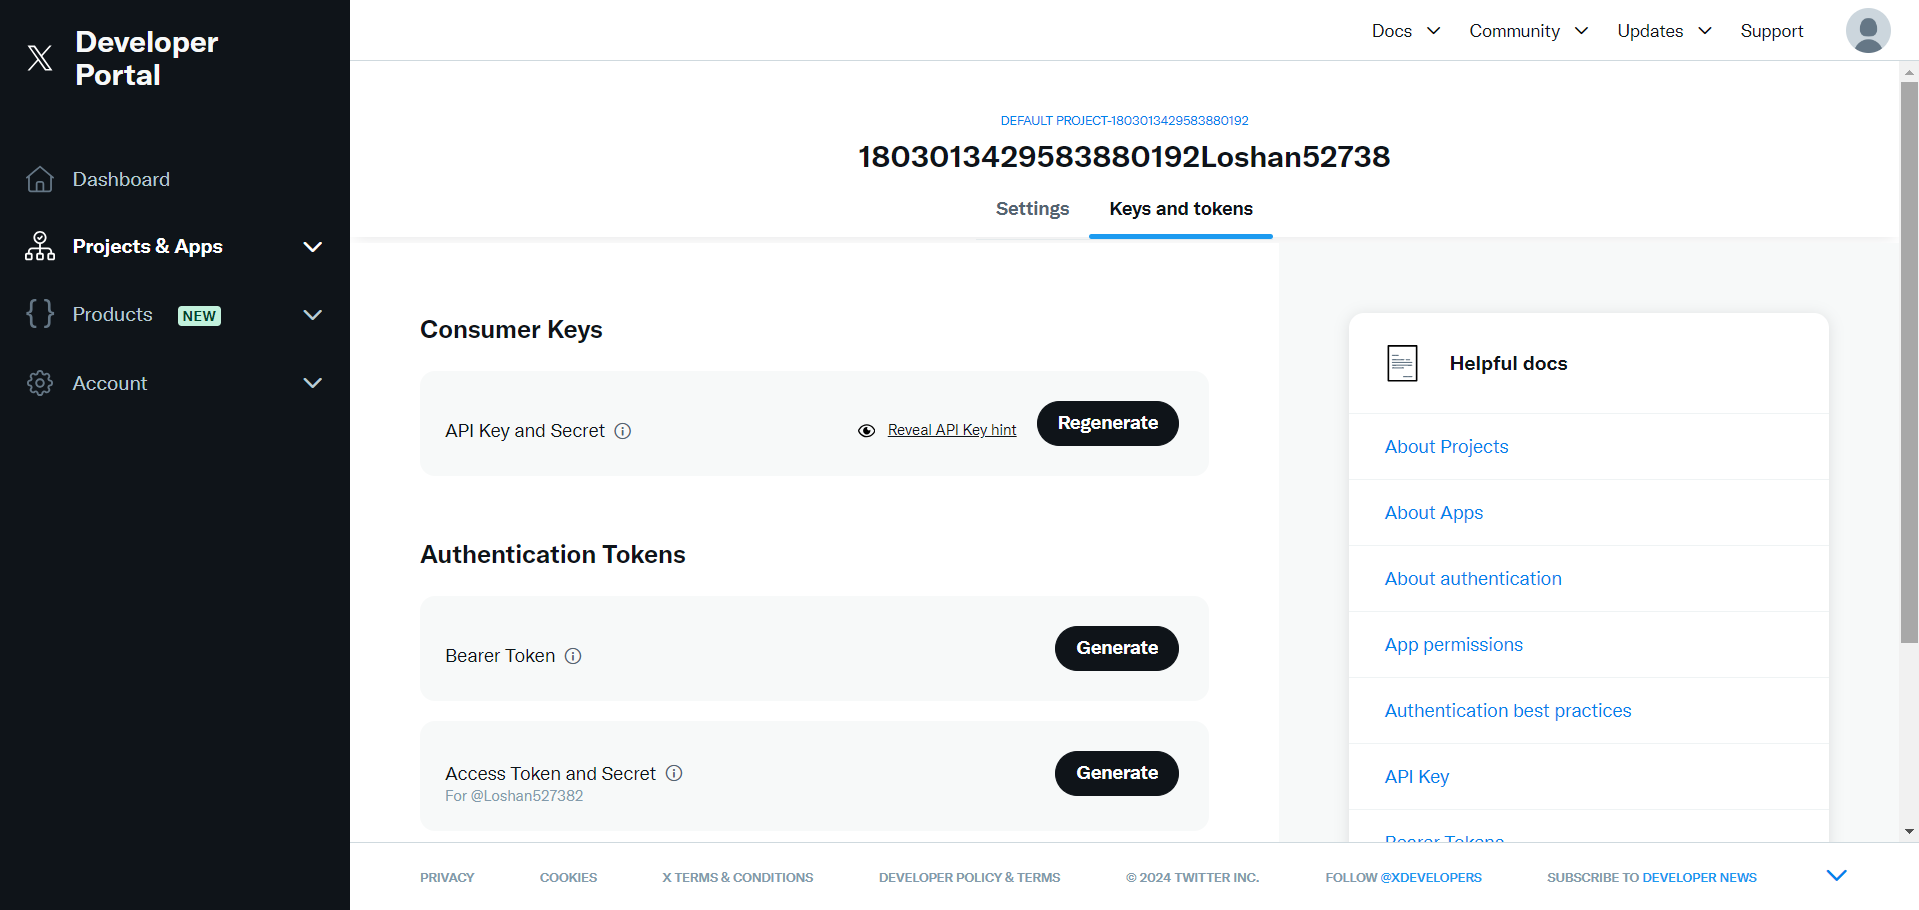 Developer
Portal
Docs
Community
Updates
Support
Dashboard
Projects & Apps
Products NEW
Account
DEFAULT PROJECT-1803013429583880192
1803013429583880192Loshan52738
Settings
Keys and tokens
Consumer Keys
API Key and Secret
Reveal API Key hint
Regenerate
Authentication Tokens
Bearer Token
Generate
Access Token and Secret
For @Loshan527382
Generate
Helpful docs
About Projects
About Apps
About authentication
App permissions
Authentication best practices
API Key
Bearer Tokens
PRIVACY
COOKIES
X TERMS & CONDITIONS
DEVELOPER POLICY & TERMS
© 2024 TWITTER INC.
FOLLOW @XDEVELOPERS
SUBSCRIBE TO DEVELOPER NEWS